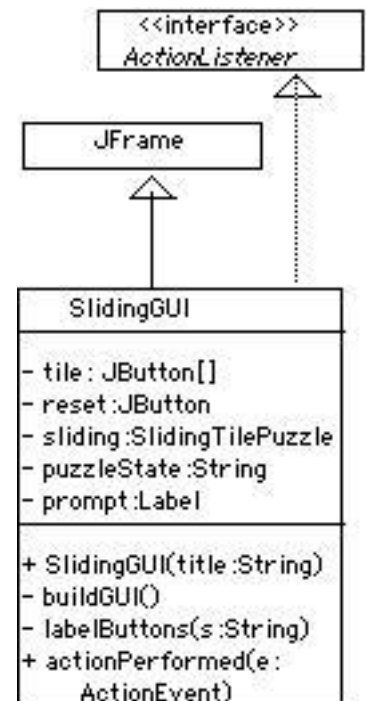 <<interface>>
ActionListener
JFrame
SlidingGUI
- tile: JButton[]
- reset:JButton
- sliding:SlidingTilePuzzle
- puzzleState:String
- prompt:Label
+ SlidingGUI(title:String)
- buildGUI()
- labelButtons(s:String)
+ actionPerformed(e:
ActionEvent)